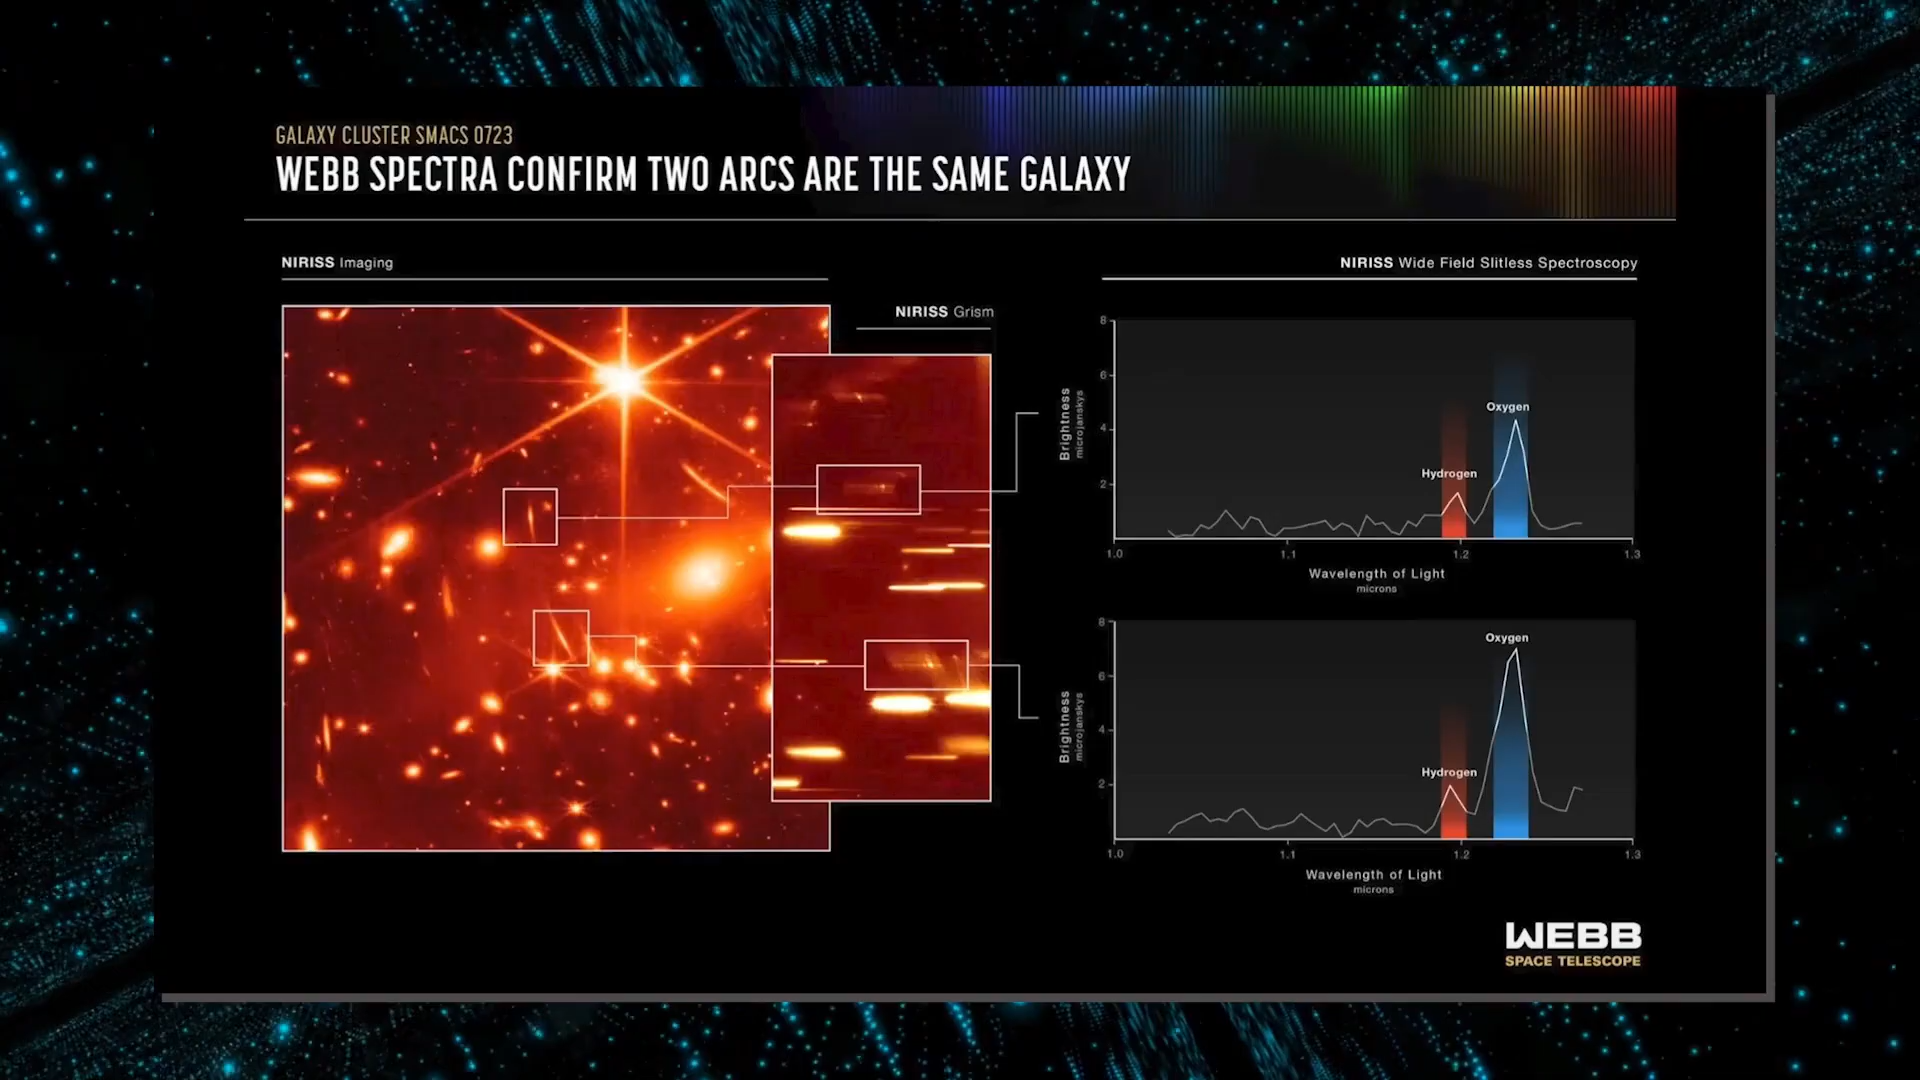 GALAXY CLUSTER SMACS 0723
WEBB SPECTRA CONFIRM TWO ARCS ARE THE SAME GALAXY
NIRISS Imaging
NIRISS Grism
NIRISS Wide Field Slitless Spectroscopy
8
6
4
2
Brightness
microjanskys
Oxygen
Hydrogen
1.0
1.1
1.2
1.3
Wavelength of Light
microns
8
6
4
2
Brightness
microjanskys
Oxygen
Hydrogen
1.0
1.1
1.2
1.3
Wavelength of Light
microns
WEBB
SPACE TELESCOPE